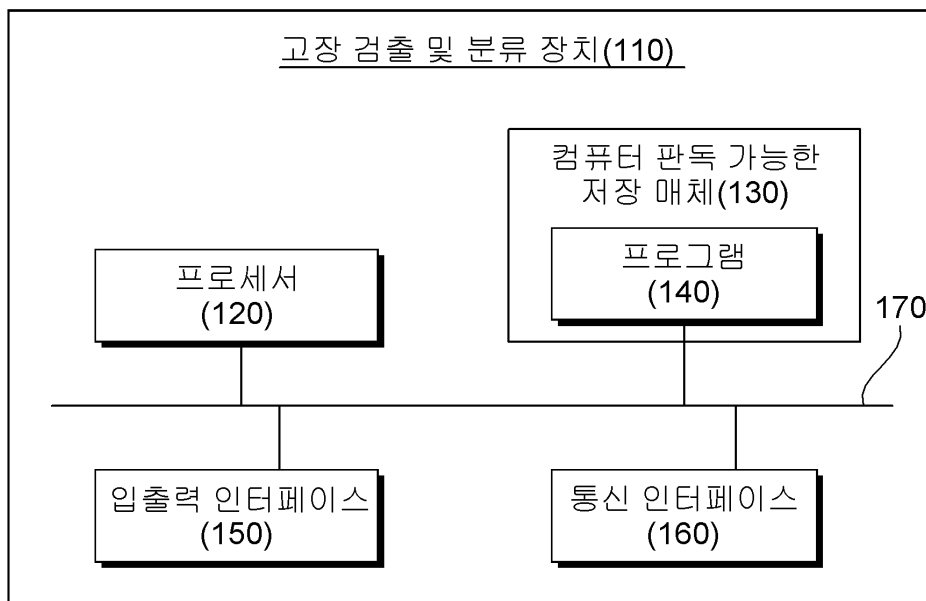 고장 검출 및 분류 장치(110)
컴퓨터 판독 가능한
저장 매체(130)
프로그램
(140)
프로세서
(120)
170
입출력 인터페이스
(150)
통신 인터페이스
(160)